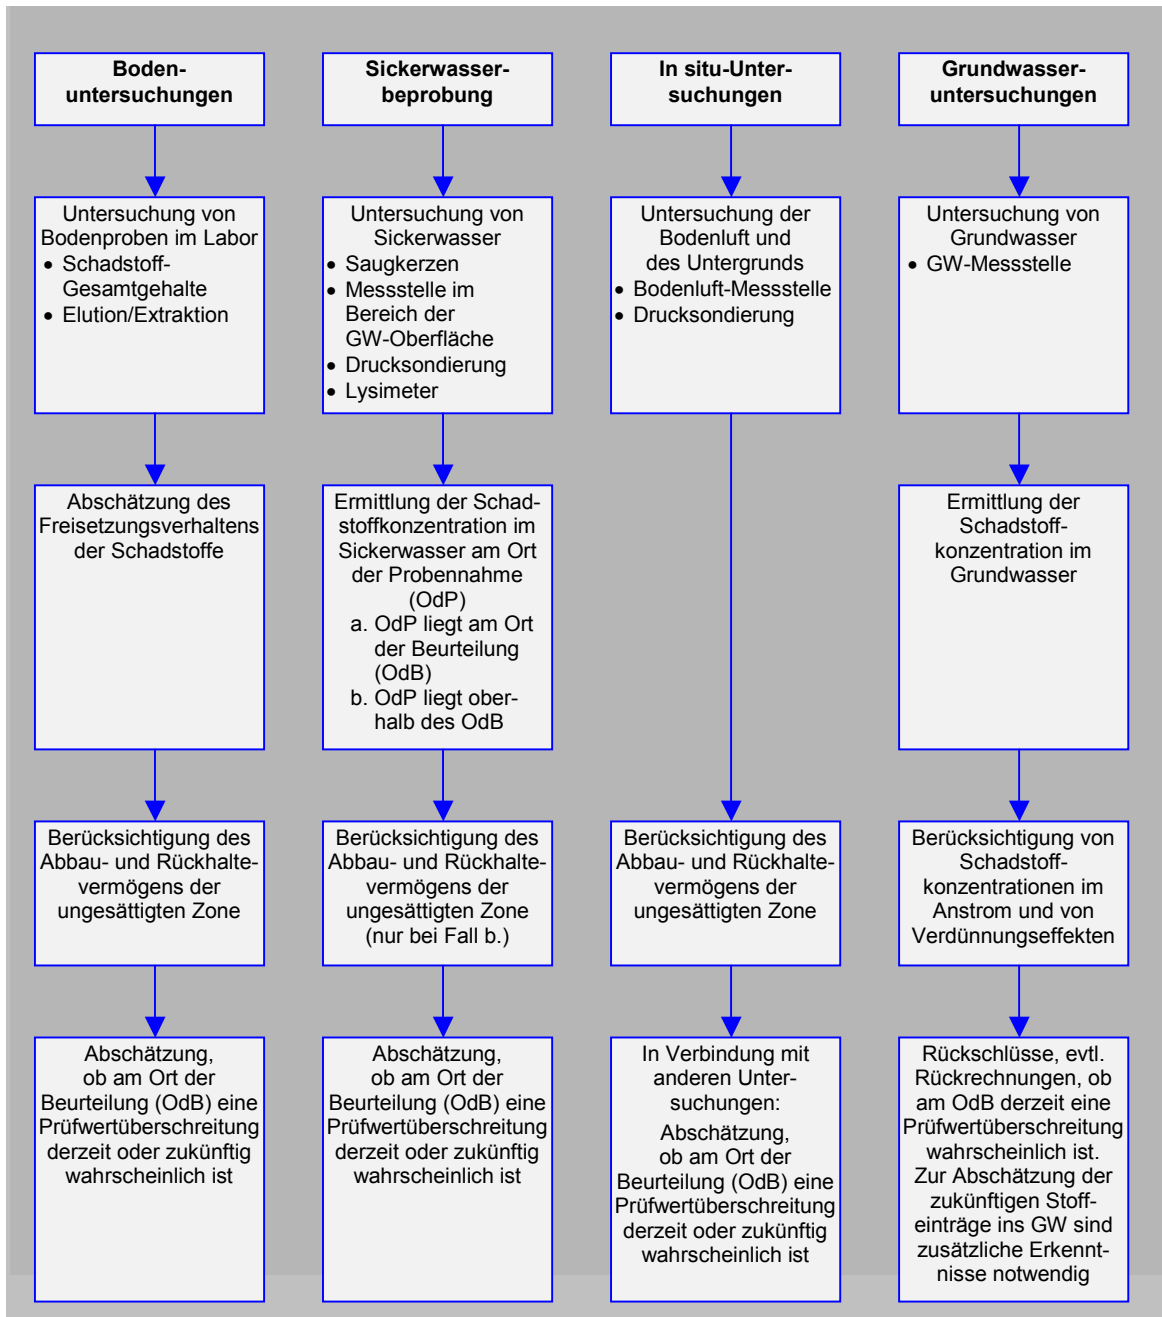 Boden-
untersuchungen
Untersuchung von
Bodenproben im Labor
• Schadstoff-
Gesamtgehalte
• Elution/Extraktion
Abschätzung des
Freisetzungsverhaltens
der Schadstoffe
Berücksichtigung des
Abbau- und Rückhalte-
vermögens der
ungesättigten Zone
Abschätzung,
ob am Ort der
Beurteilung (OdB) eine
Prüfwertüberschreitung
derzeit oder zukünftig
wahrscheinlich ist
Sickerwasser-
beprobung
Untersuchung von
Sickerwasser
• Saugkerzen
• Messstelle im
Bereich der
GW-Oberfläche
• Drucksondierung
• Lysimeter
Ermittlung der Schad-
stoffkonzentration im
Sickerwasser am Ort
der Probennahme
(OdP)
a. OdP liegt am Ort
der Beurteilung
(OdB)
b. OdP liegt ober-
halb des OdB
Berücksichtigung des
Abbau- und Rückhalte-
vermögens der
ungesättigten Zone
(nur bei Fall b.)
Abschätzung,
ob am Ort der
Beurteilung (OdB) eine
Prüfwertüberschreitung
derzeit oder zukünftig
wahrscheinlich ist
In situ-Unter-
suchungen
Untersuchung der
Bodenluft und
des Untergrunds
• Bodenluft-Messstelle
• Drucksondierung
Berücksichtigung des
Abbau- und Rückhalte-
vermögens der
ungesättigten Zone
In Verbindung mit
anderen Unter-
suchungen:
Abschätzung,
ob am Ort der
Beurteilung (OdB) eine
Prüfwertüberschreitung
derzeit oder zukünftig
wahrscheinlich ist
Grundwasser-
untersuchungen
Untersuchung von
Grundwasser
• GW-Messstelle
Ermittlung der
Schadstoff-
konzentration im
Grundwasser
Berücksichtigung von
Schadstoff-
konzentrationen im
Anstrom und von
Verdünnungseffekten
Rückschlüsse, evtl.
Rückrechnungen, ob
am OdB derzeit eine
Prüfwertüberschreitung
wahrscheinlich ist.
Zur Abschätzung der
zukünftigen Stoff-
einträge ins GW sind
zusätzliche Erkennt-
nisse notwendig